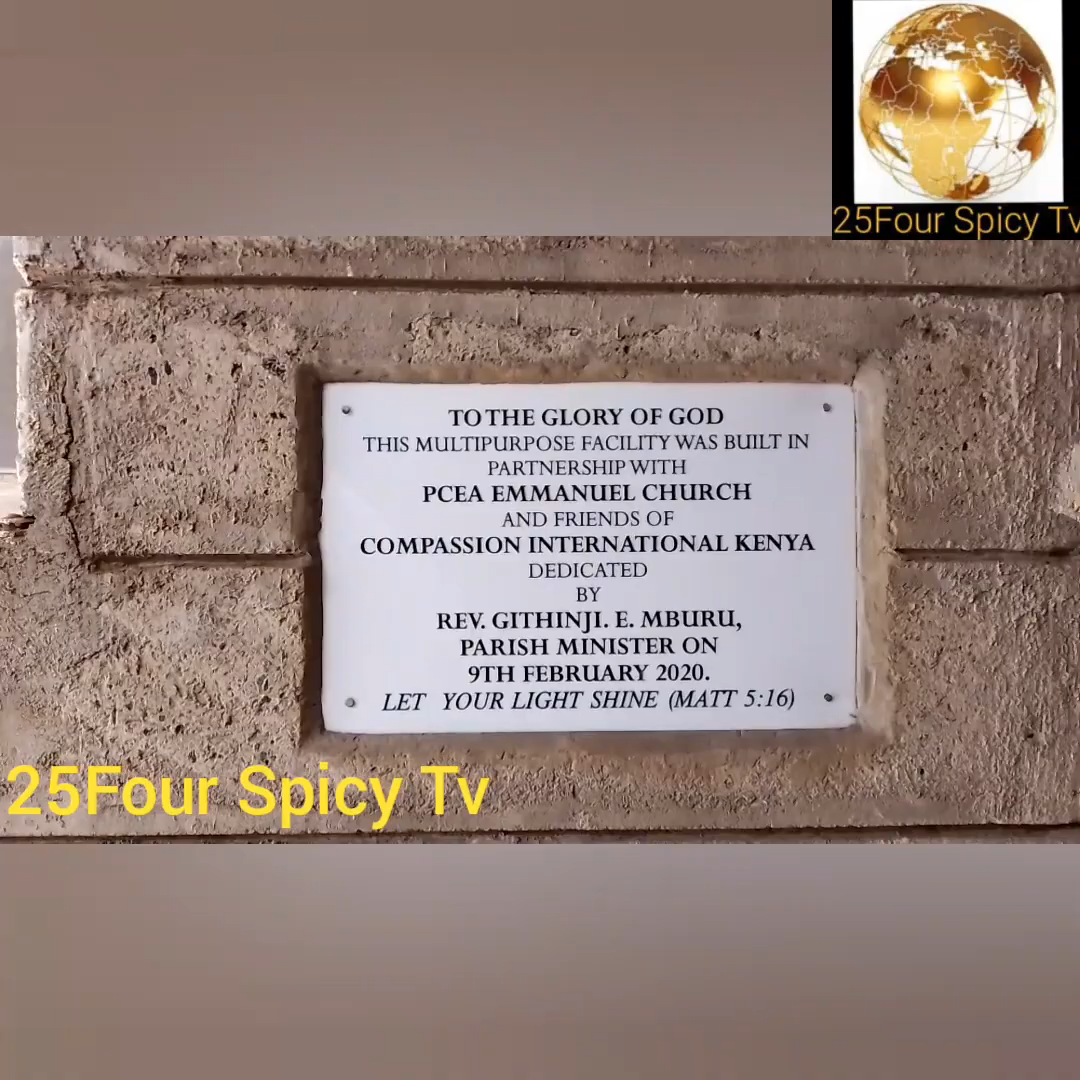 25Four Spicy Tv
TO THE GLORY OF GOD
THIS MULTIPURPOSE FACILITY WAS BUILT IN
PARTNERSHIP WITH
PCEA EMMANUEL CHURCH
AND FRIENDS OF
COMPASSION INTERNATIONAL KENYA
DEDICATED
BY
REV. GITHINJI. E. MBURU,
PARISH MINISTER ON
9TH FEBRUARY 2020.
LET YOUR LIGHT SHINE (MATT 5:16)
25Four Spicy Tv